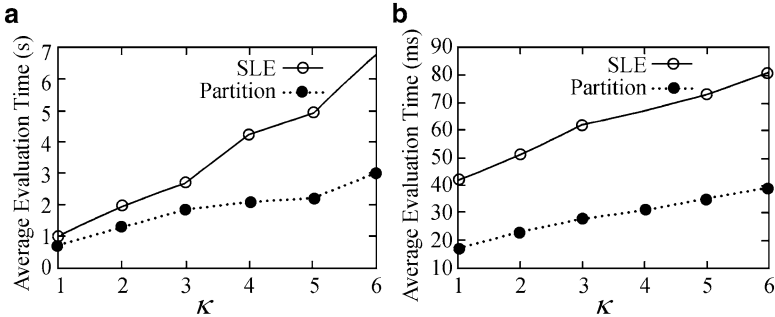 a
Average Evaluation Time (s)
7
6
5
4
3
2
1
0
SLE
Partition
1 2 3 4 5 6
κ
b
Average Evaluation Time (ms)
90
80
70
60
50
40
30
20
10
SLE
Partition
1 2 3 4 5 6
κ